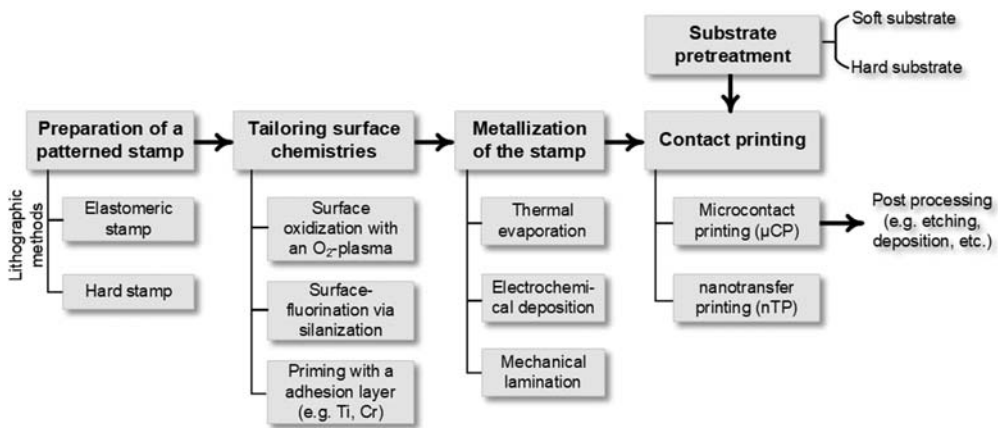 Substrate
pretreatment
Soft substrate
Hard substrate
Preparation of a
patterned stamp
Tailoring surface
chemistries
Metallization
of the stamp
Contact printing
Lithographic
methods
Elastomeric
stamp
Hard stamp
Surface
oxidization with
an O₂-plasma
Surface-
fluorination via
silanization
Priming with a
adhesion layer
(e.g. Ti, Cr)
Thermal
evaporation
Electrochemi-
cal deposition
Mechanical
lamination
Microcontact
printing (µCP)
nanotransfer
printing (nTP)
Post processing
(e.g. etching,
deposition, etc.)